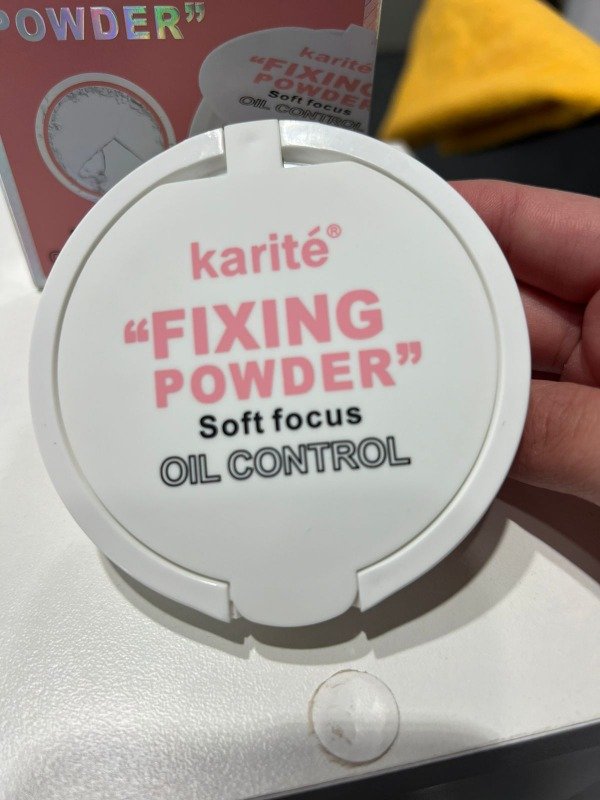 POWDER”
karité
“FIXING
POWDER
Soft focus
OIL CONTROL
karité®
“FIXING
POWDER”
Soft focus
OIL CONTROL